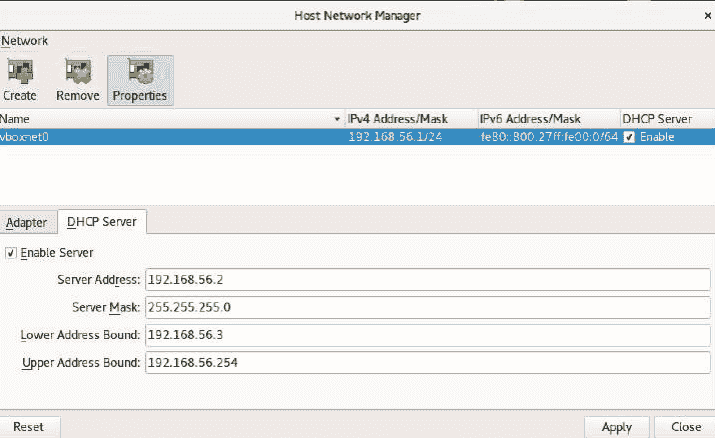 Host Network Manager
Network
Create Remove Properties
Name IPv4 Address/Mask IPv6 Address/Mask DHCP Server
vboxnet0 192.168.56.1/24 fe80::800:27ff:fe00:0/64 Enable
Adapter DHCP Server
Enable Server
Server Address: 192.168.56.2
Server Mask: 255.255.255.0
Lower Address Bound: 192.168.56.3
Upper Address Bound: 192.168.56.254
Reset Apply Close